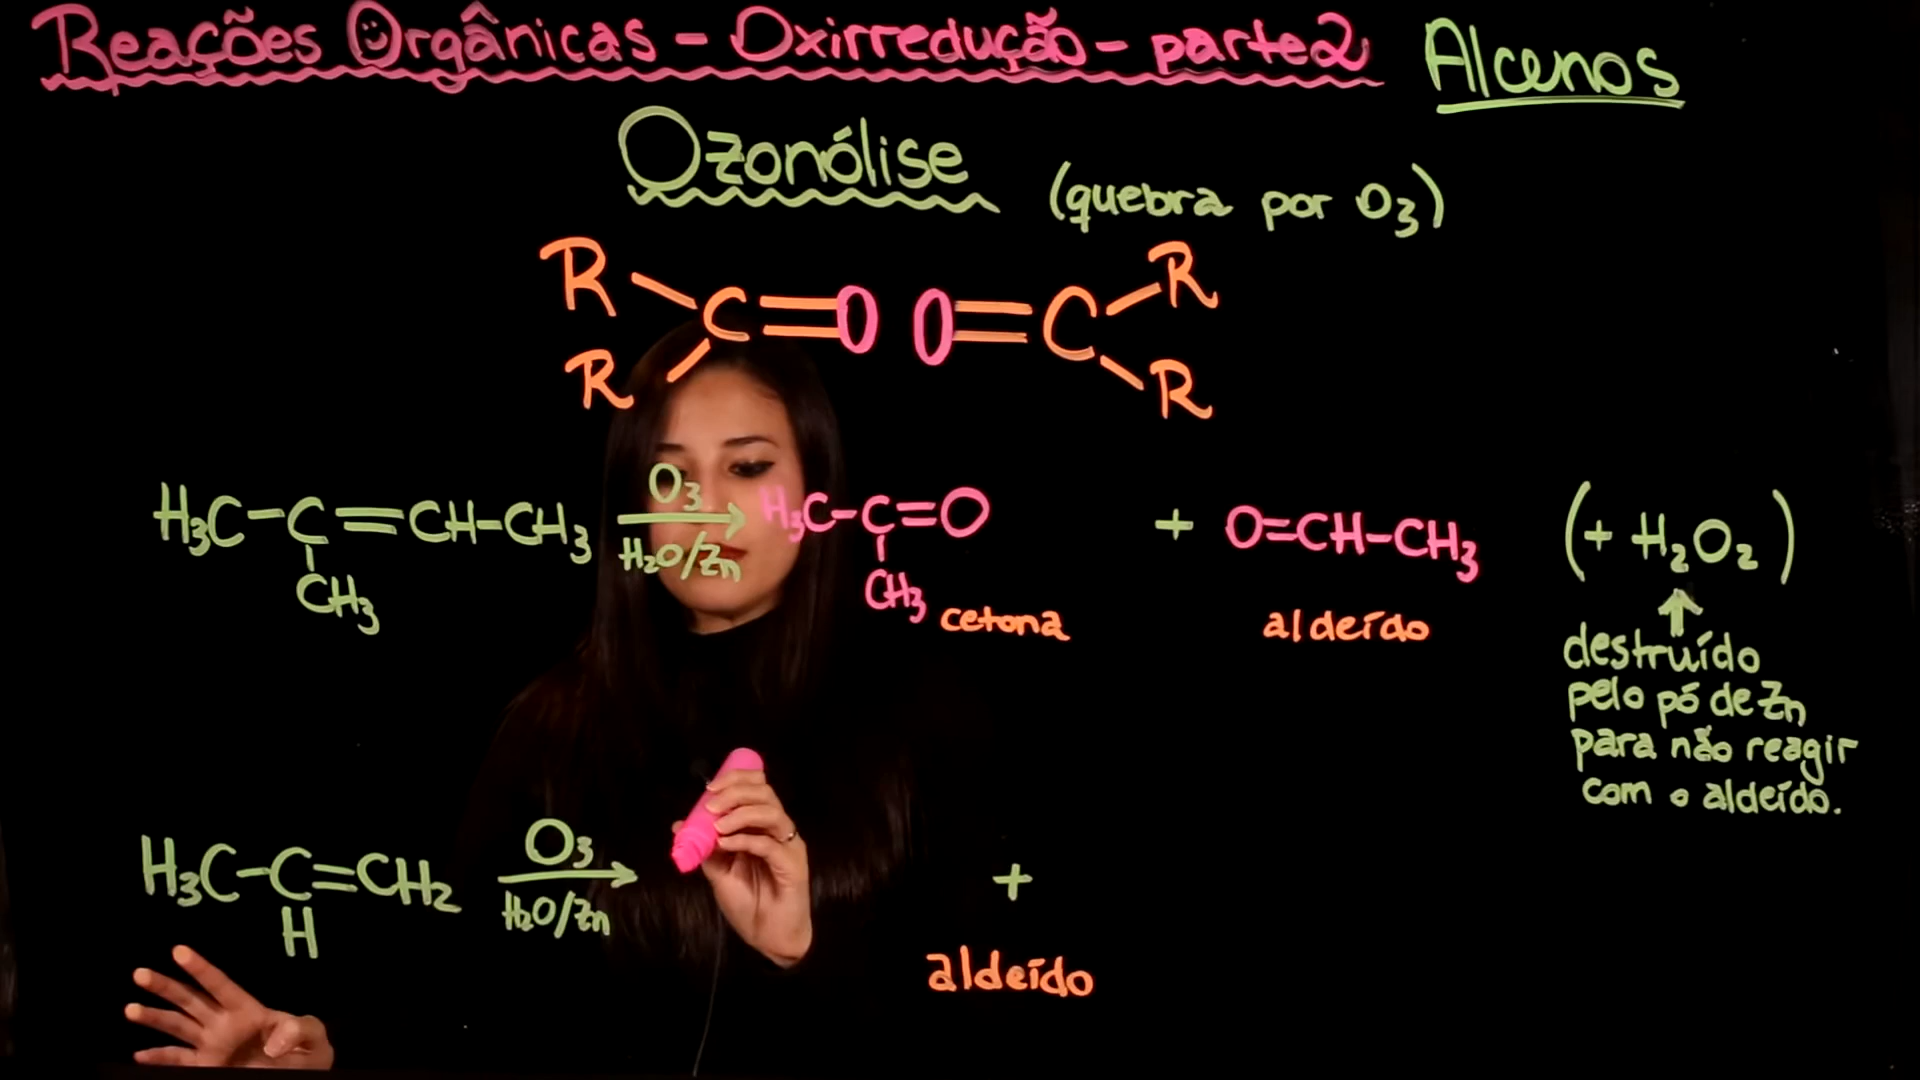 Reações Orgânicas - Oxirredução - parte 2 Alcenos
Ozonólise (quebra por O₃)
R R
C=O O=C
R R
H₃C-C=CH-CH₃ O₃ H₂O/Zn H₃C-C=O + O=CH-CH₃ (+ H₂O₂)
CH₃ CH₃
cetona aldeído
destruído
pelo pó de Zn
para não reagir
com o aldeído.
H₃C-C=CH₂ O₃ H₂O/Zn +
H
aldeído